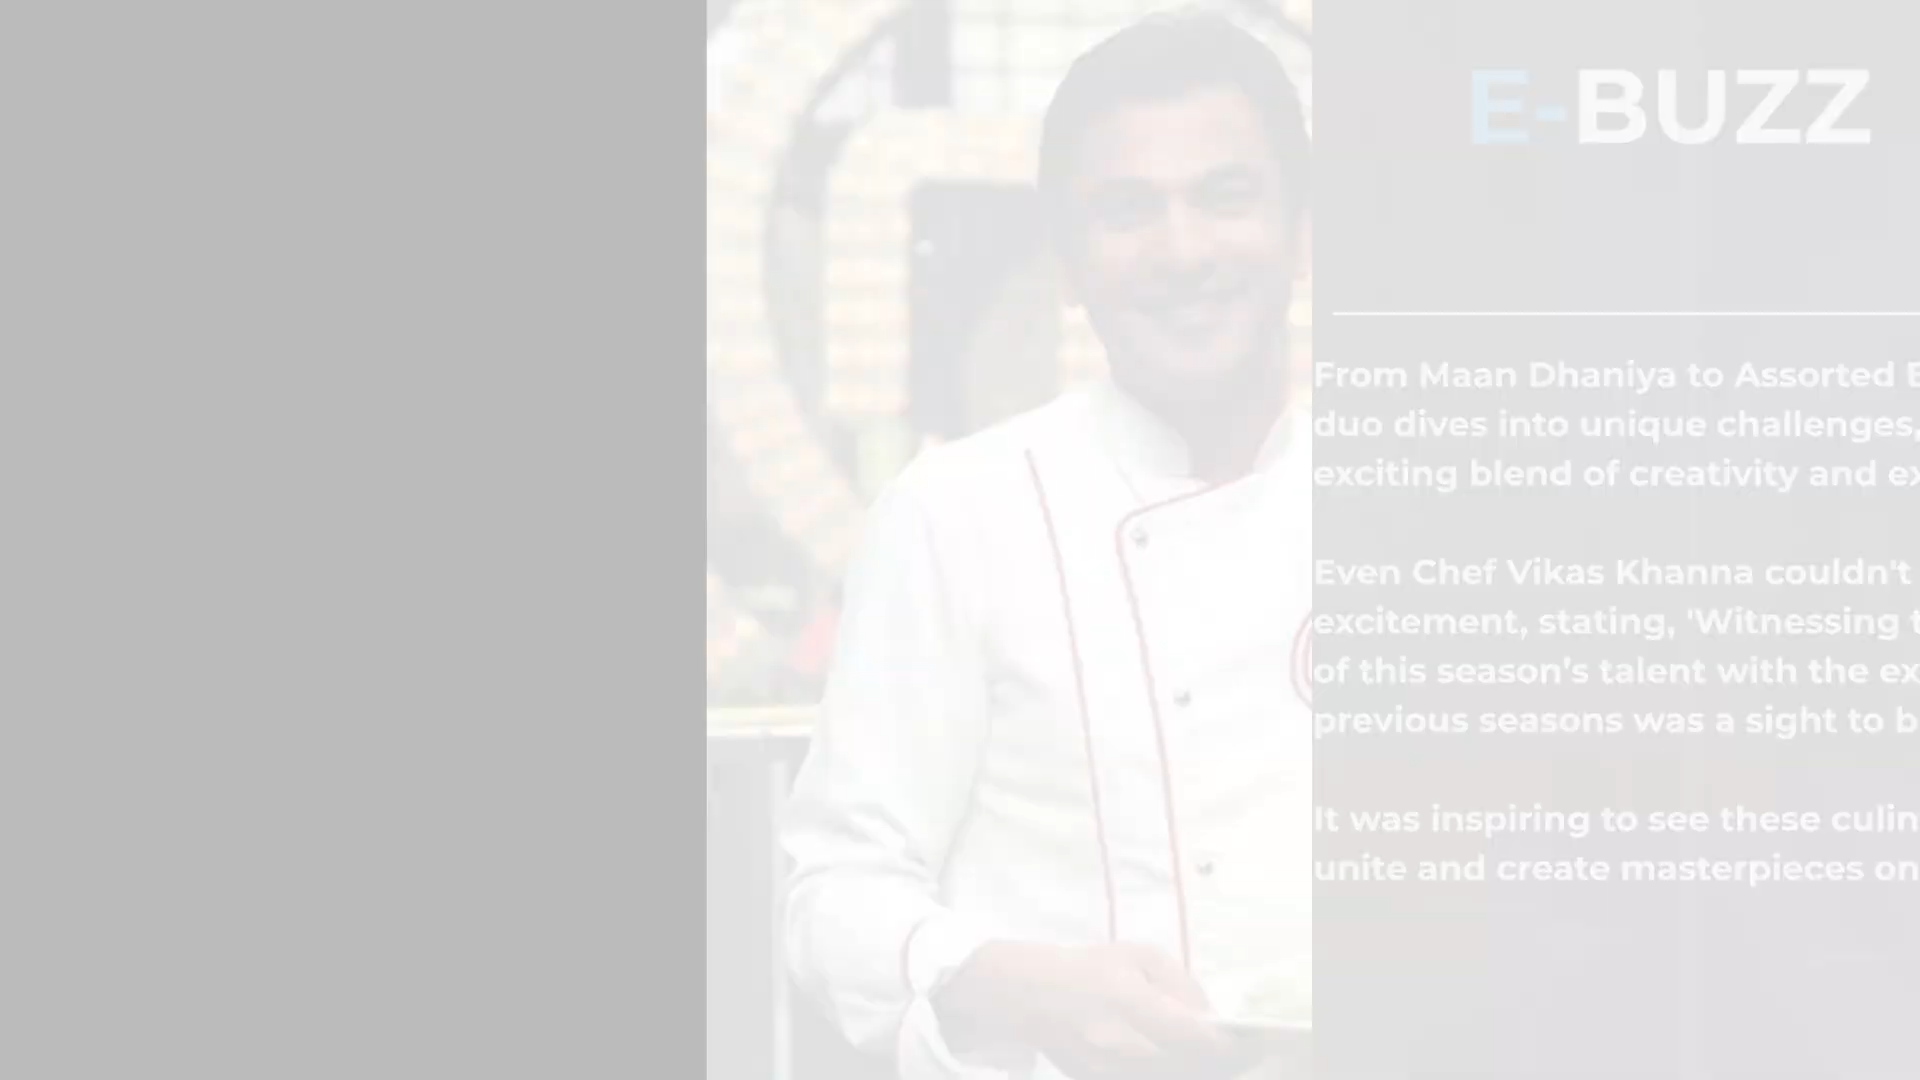 E-BUZZ
From Maan Dhaniya to Assorted
duo dives into unique challenges,
exciting blend of creativity and
Even Chef Vikas Khanna couldn't
excitement, stating, 'Witnessing
of this season's talent with the
previous seasons was a sight to
It was inspiring to see these
unite and create masterpieces on